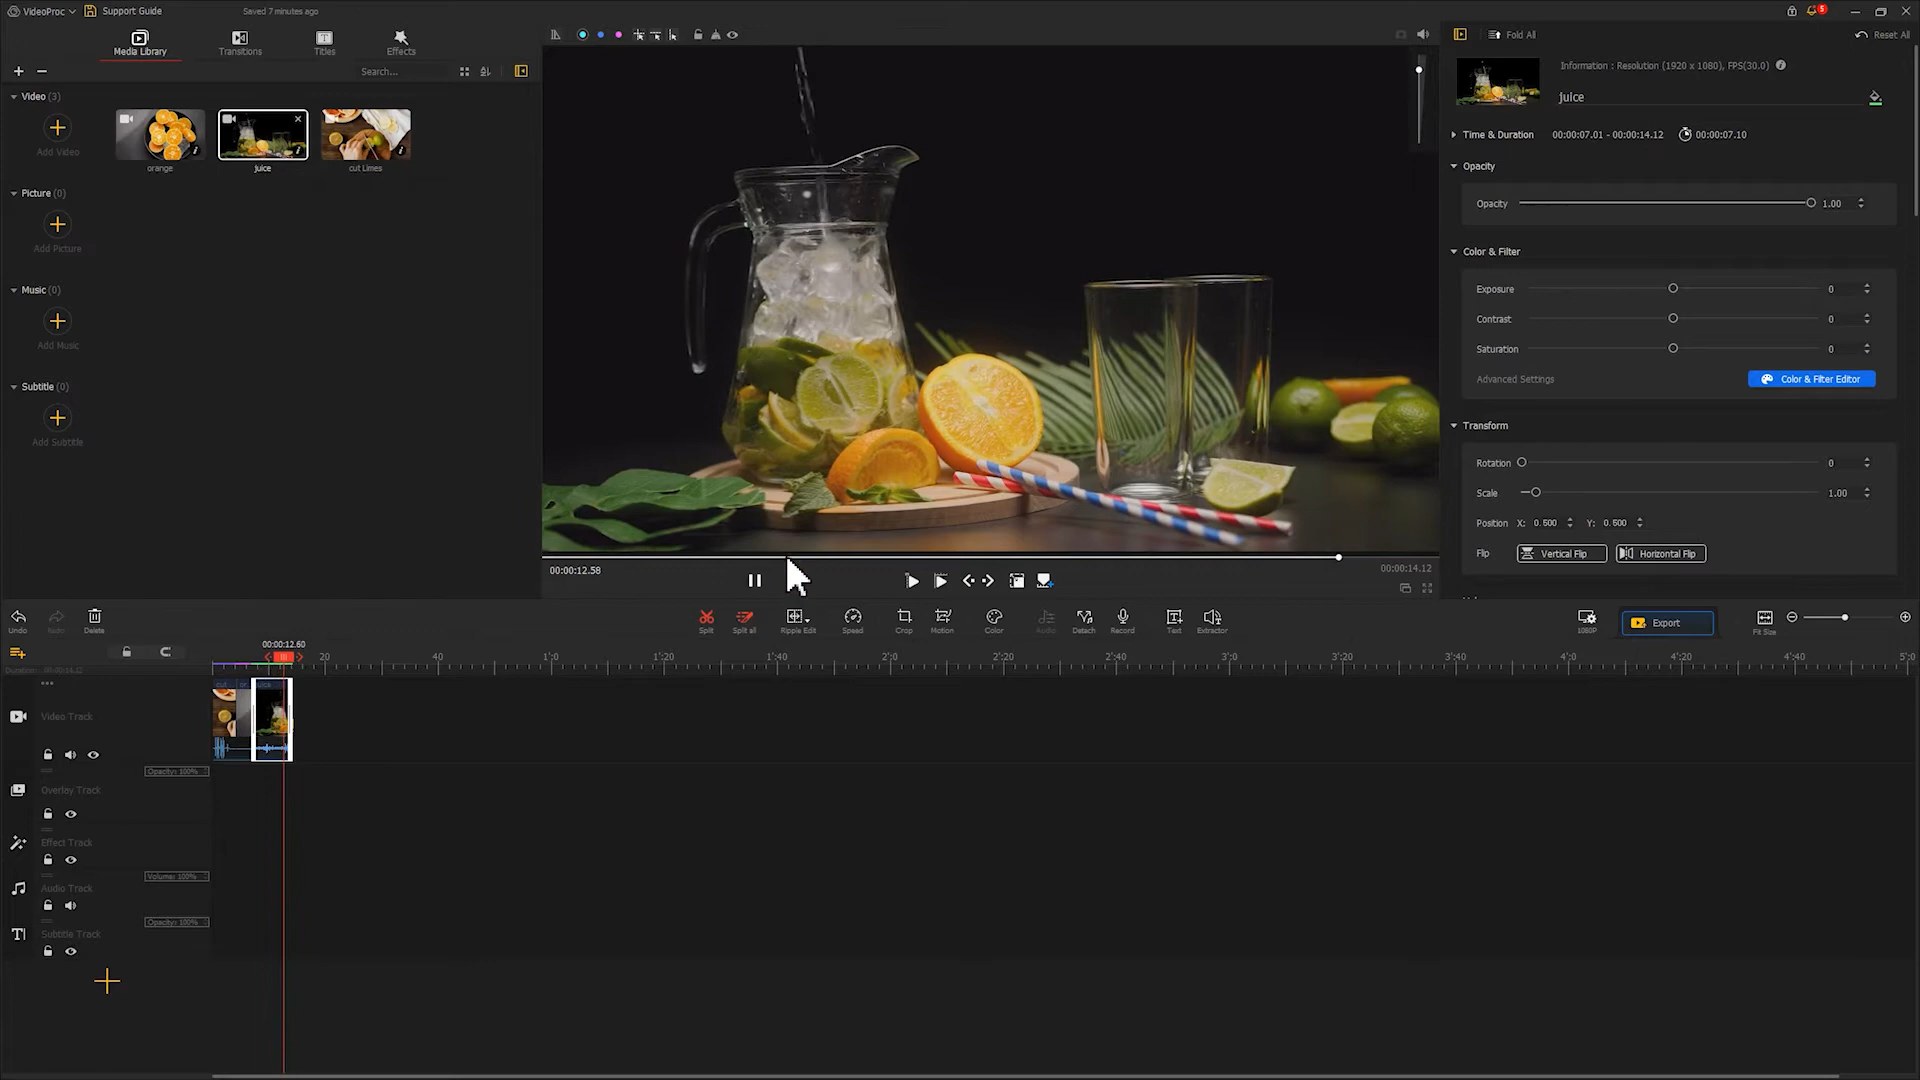 VideoProc
Support Guide
Saved 7 minutes ago
5
Media Library
Transitions
Titles
Effects
Search...
Fold All
Reset All
Information : Resolution (1920 x 1080), FPS(30.0)
juice
Video (3)
Add Video
orange
juice
cut Limes
Time & Duration
00:00:07.01 - 00:00:14.12
00:00:07.10
Opacity
Opacity
1.00
Picture (0)
Add Picture
Color & Filter
Exposure
0
Contrast
0
Saturation
0
Advanced Settings
Color & Filter Editor
Music (0)
Add Music
Subtitle (0)
Add Subtitle
Transform
Rotation
0
Scale
1.00
Position X: 0.500 Y: 0.500
Flip
Vertical Flip
Horizontal Flip
00:00:12.58
00:00:14.12
Undo
Redo
Delete
Split
Split all
Ripple Edit
Speed
Crop
Motion
Color
Audio
Detach
Record
Text
Extractor
1080P
Export
Fit Size
00:00:12.60
20
40
1'0
1'20
1'40
2'0
2'20
2'40
3'0
3'20
3'40
4'0
4'20
4'40
5'0
Video Track
Opacity: 100%
Overlay Track
Effect Track
Volume: 100%
Audio Track
Opacity: 100%
Subtitle Track